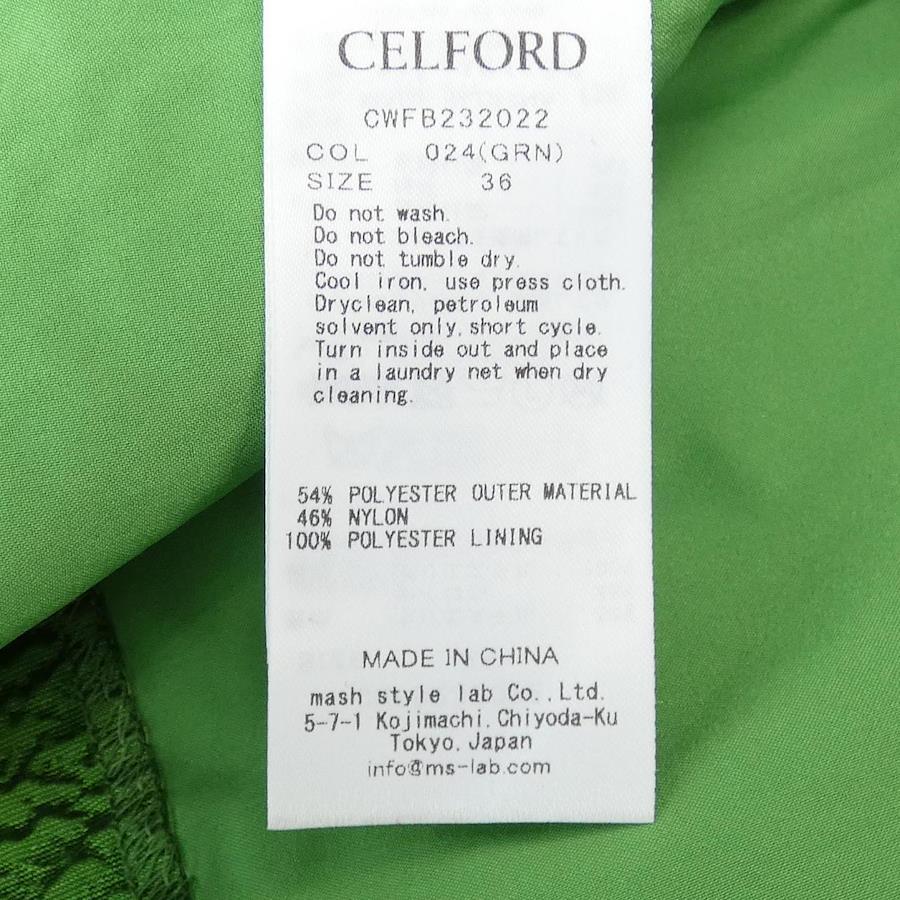 CELFORD
CWFB232022
COL 024(GRN)
SIZE 36
Do not wash.
Do not bleach.
Do not tumble dry.
Cool iron, use press cloth.
Dryclean, petroleum
solvent only, short cycle.
Turn inside out and place
in a laundry net when dry
cleaning.
54% POLYESTER OUTER MATERIAL
46% NYLON
100% POLYESTER LINING
MADE IN CHINA
mash style lab Co., Ltd.
5-7-1 Kojimachi, Chiyoda-Ku
Tokyo, Japan
info@ms-lab.com